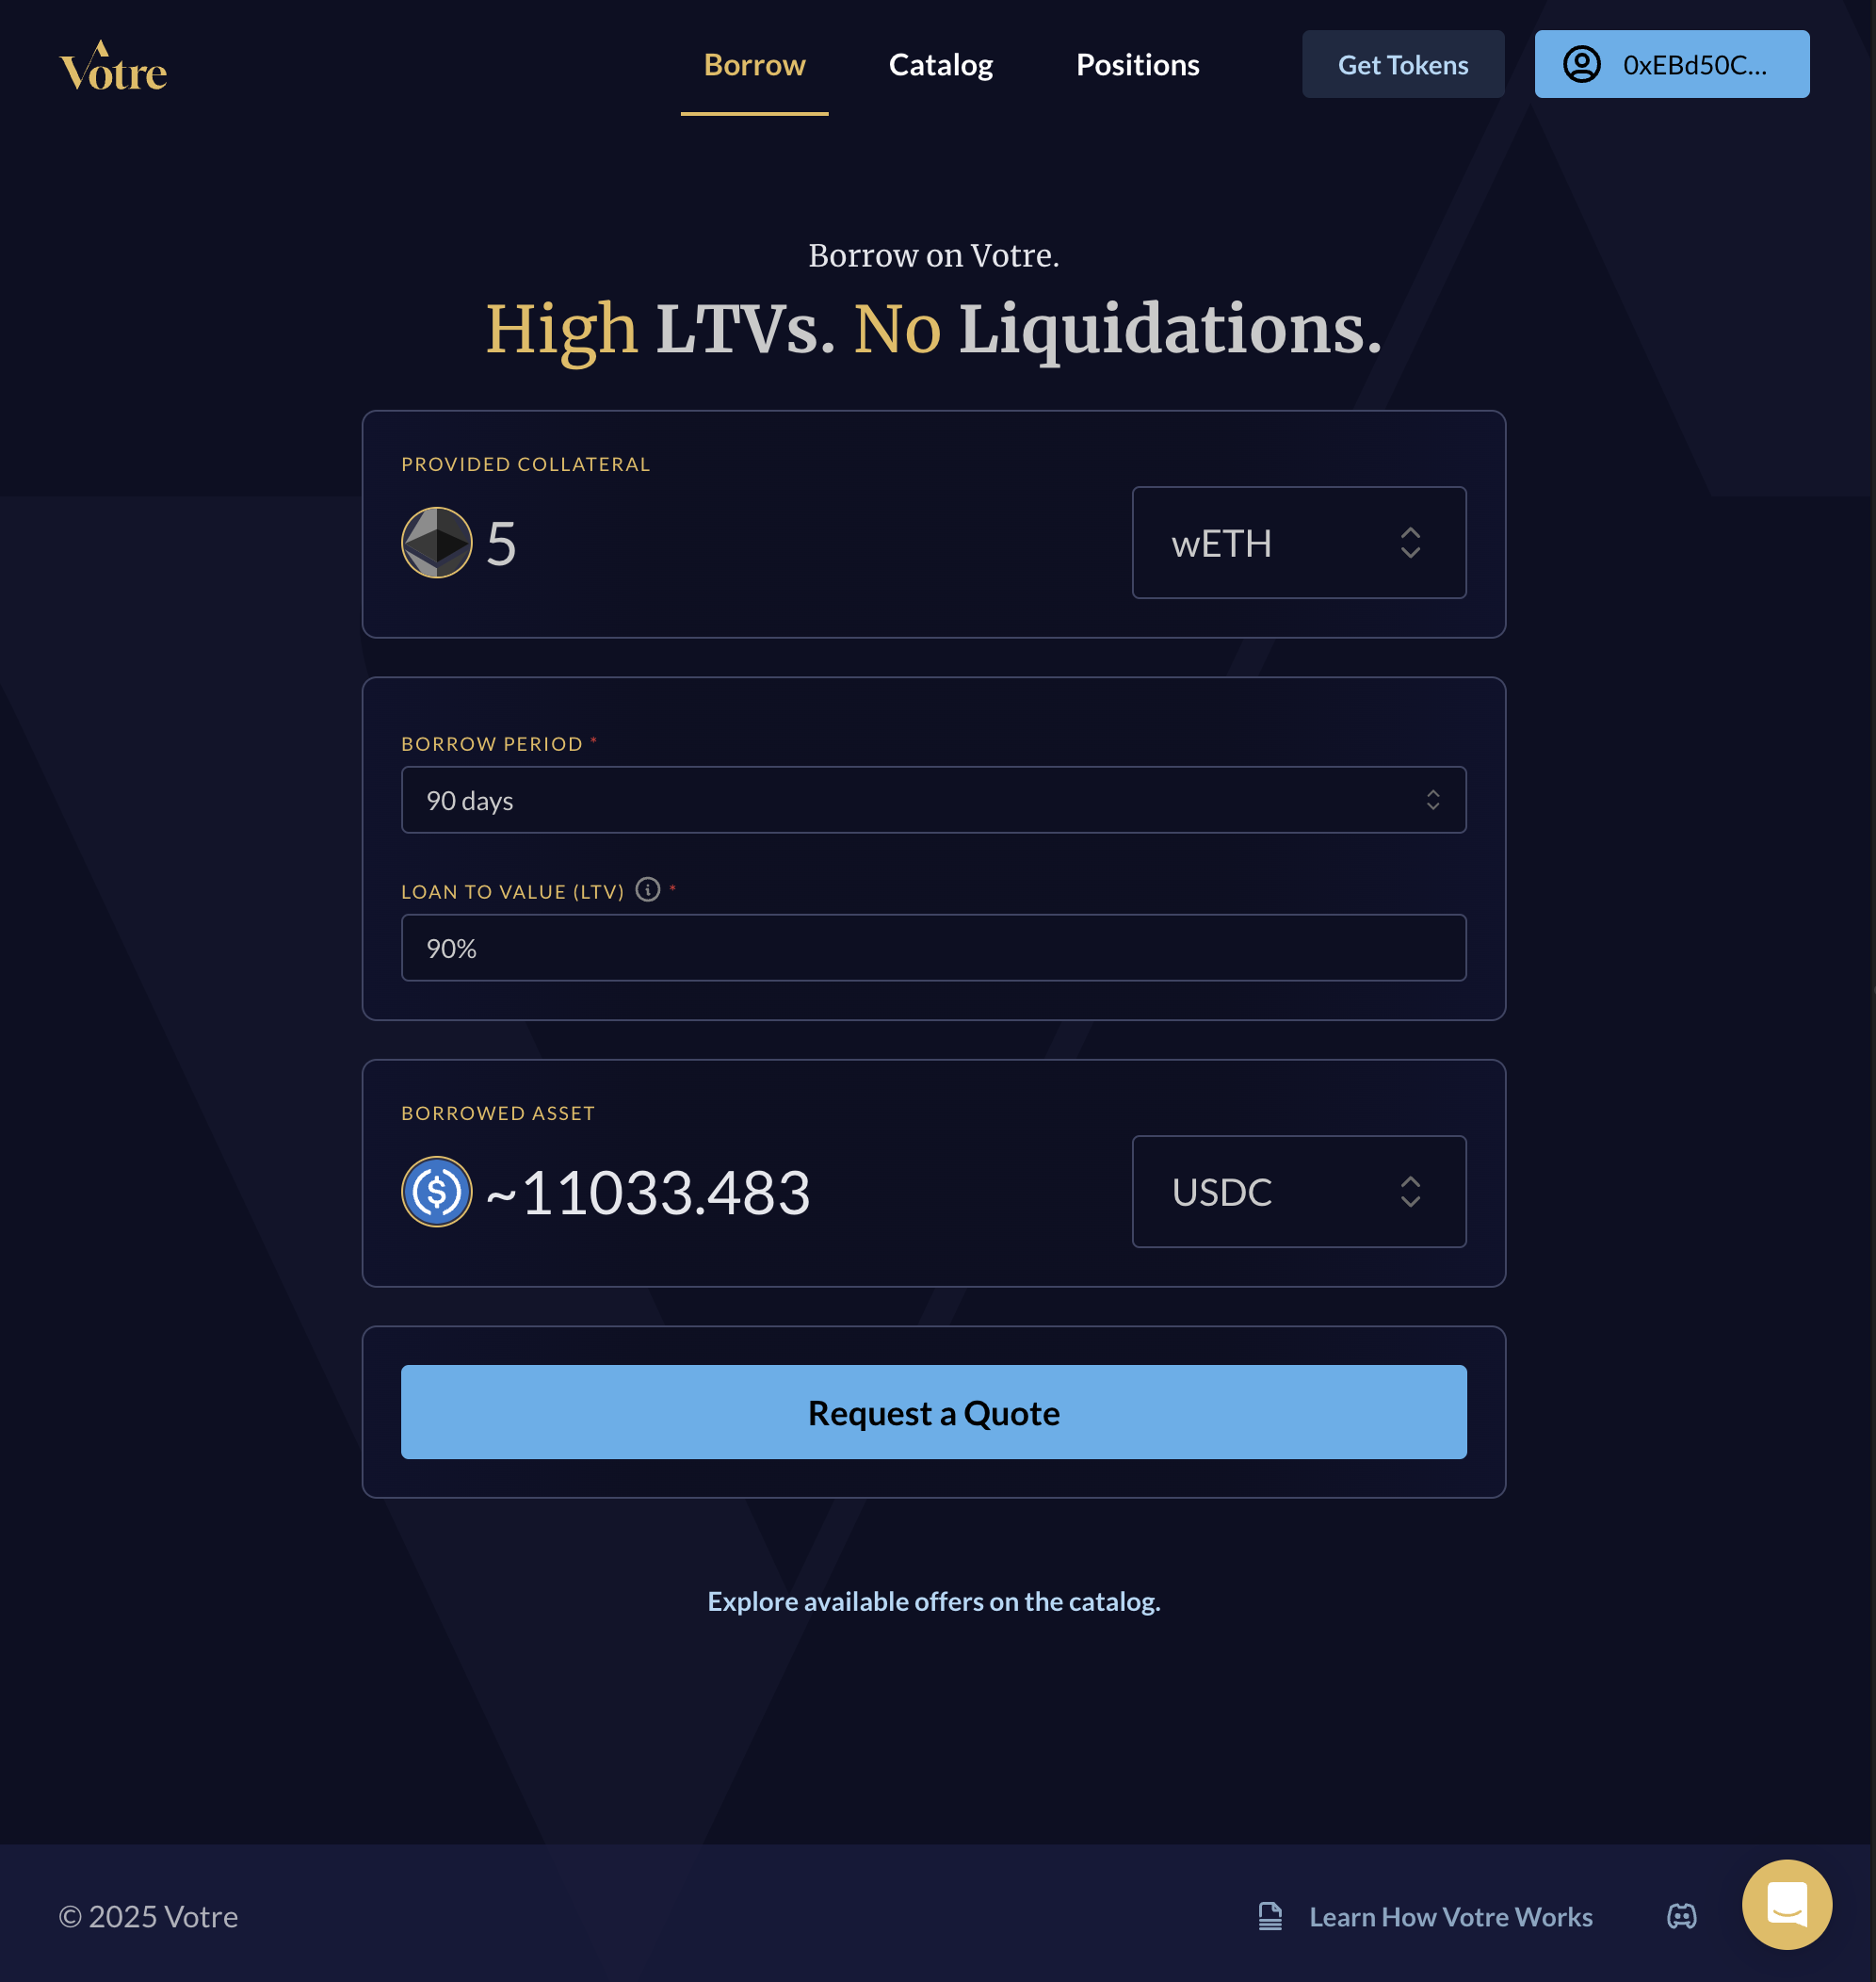 Votre
Borrow
Catalog
Positions
Get Tokens
0xEBd50C...
Borrow on Votre.
High LTVs. No Liquidations.
PROVIDED COLLATERAL
5
wETH
BORROW PERIOD *
90 days
LOAN TO VALUE (LTV) i *
90%
BORROWED ASSET
$
~11033.483
USDC
Request a Quote
Explore available offers on the catalog.
© 2025 Votre
Learn How Votre Works